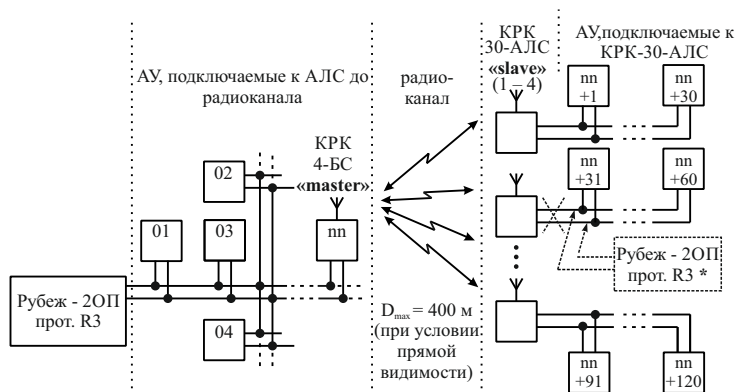 АУ, подключаемые к АЛС до
радиоканала
радио-
канал
КРК
30-АЛС
«slave»
(1 – 4)
АУ,подключаемые к
КРК-30-АЛС
nn
+1
nn
+30
КРК
4-БС
«master»
02
01
03
nn
nn
+31
nn
+60
Рубеж - 2ОП
прот. R3 *
Рубеж - 2ОП
прот. R3
04
Dmax = 400 м
(при условии
прямой
видимости)
nn
+91
nn
+120